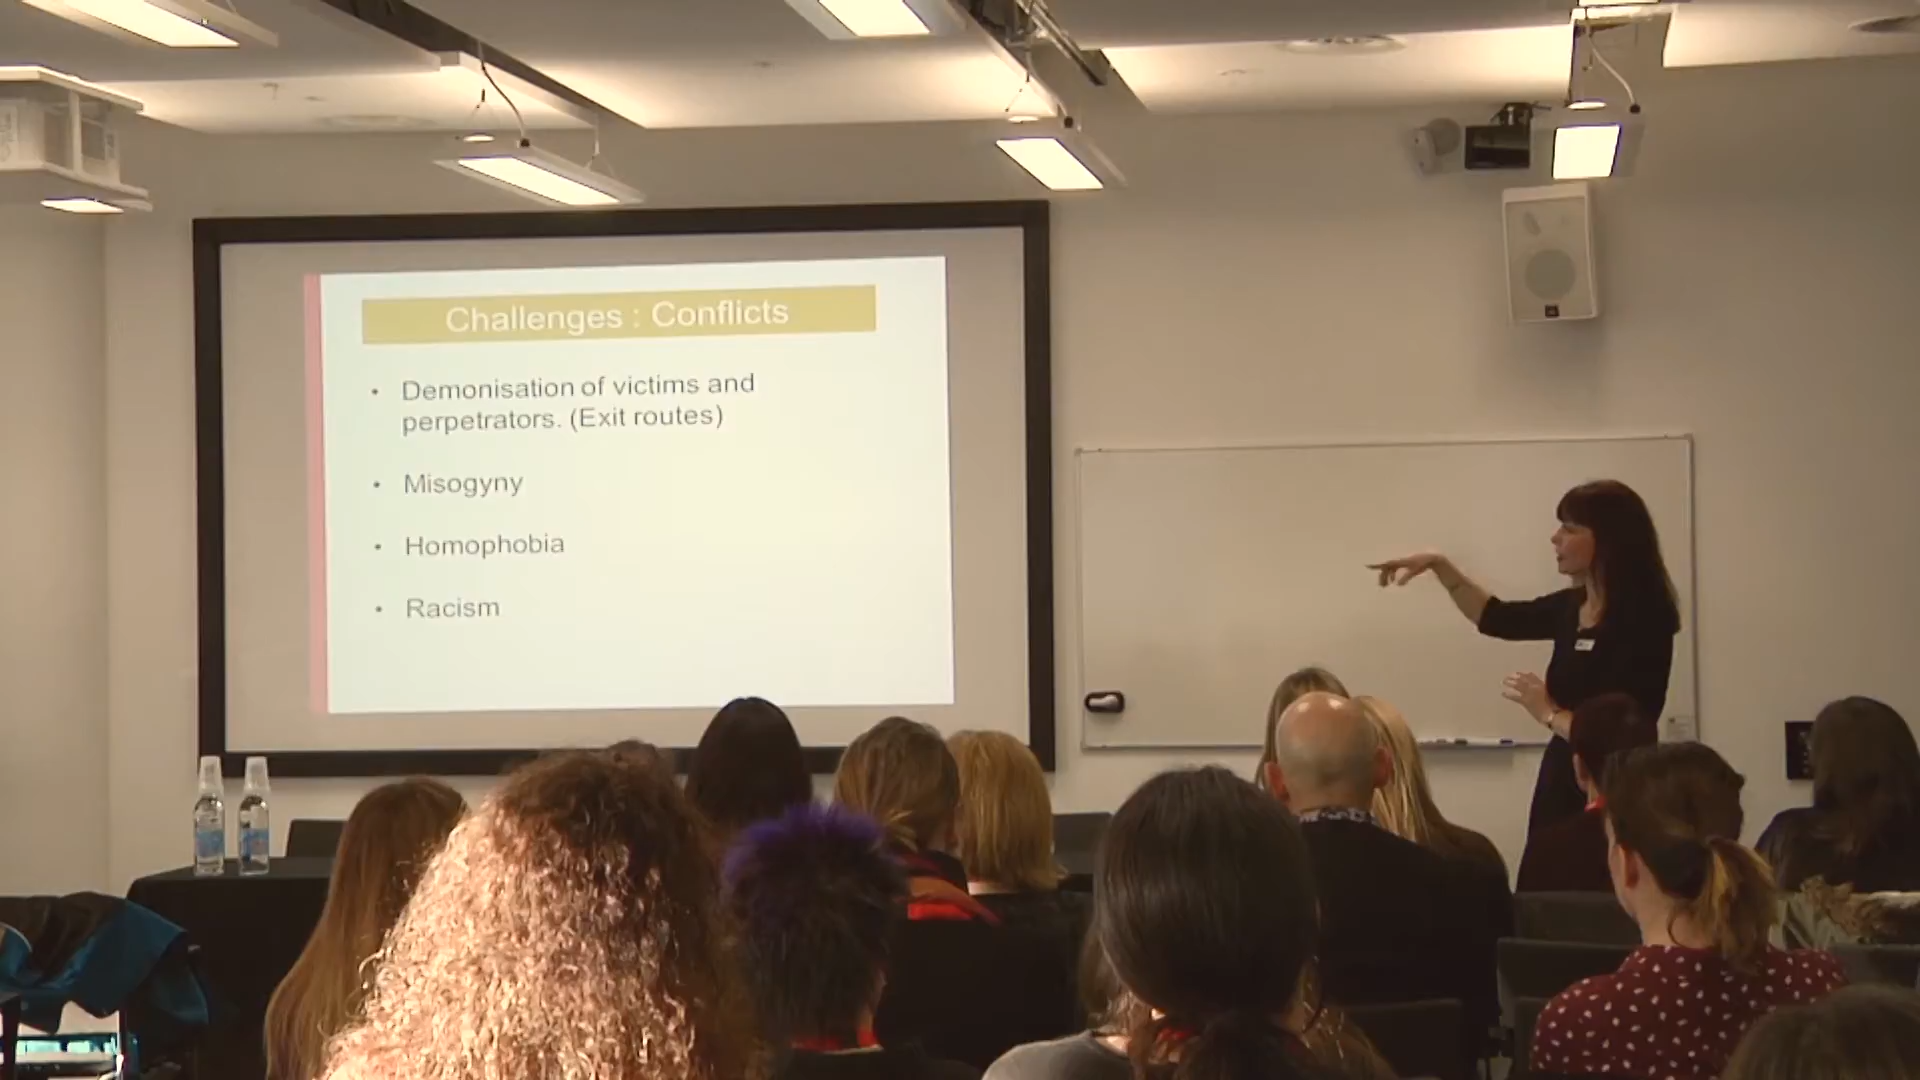 Challenges : Conflicts
• Demonisation of victims and
perpetrators. (Exit routes)
• Misogyny
• Homophobia
• Racism